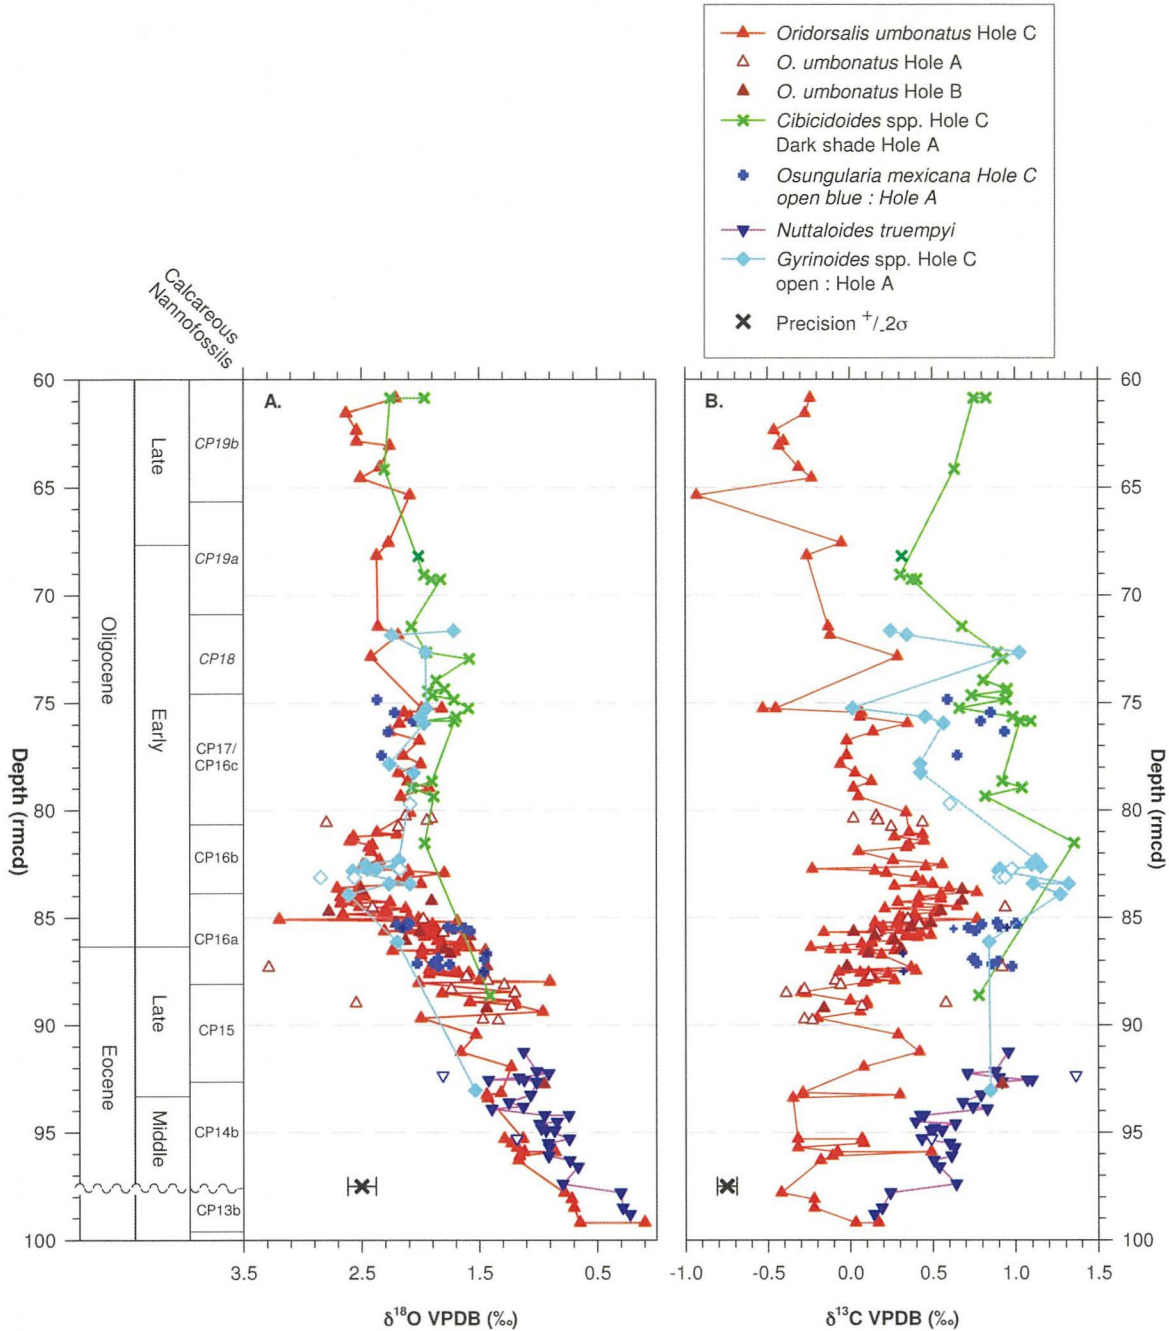 Oridorsalis umbonatus Hole C
O. umbonatus Hole A
O. umbonatus Hole B
Cibicidoides spp. Hole C
Dark shade Hole A
Osungularia mexicana Hole C
open blue : Hole A
Nuttaloides truempyi
Gyrinoides spp. Hole C
open : Hole A
Precision +/-2σ
Calcareous
Nannofossils
A.
B.
60
65
70
75
80
85
90
95
100
Depth (rmcd)
Oligocene
Eocene
Late
Early
Late
Middle
CP19b
CP19a
CP18
CP17/
CP16c
CP16b
CP16a
CP15
CP14b
CP13b
60
65
70
75
80
85
90
95
100
Depth (rmcd)
3.5 2.5 1.5 0.5
-1.0 -0.5 0.0 0.5 1.0 1.5
δ18O VPDB (‰)
δ13C VPDB (‰)